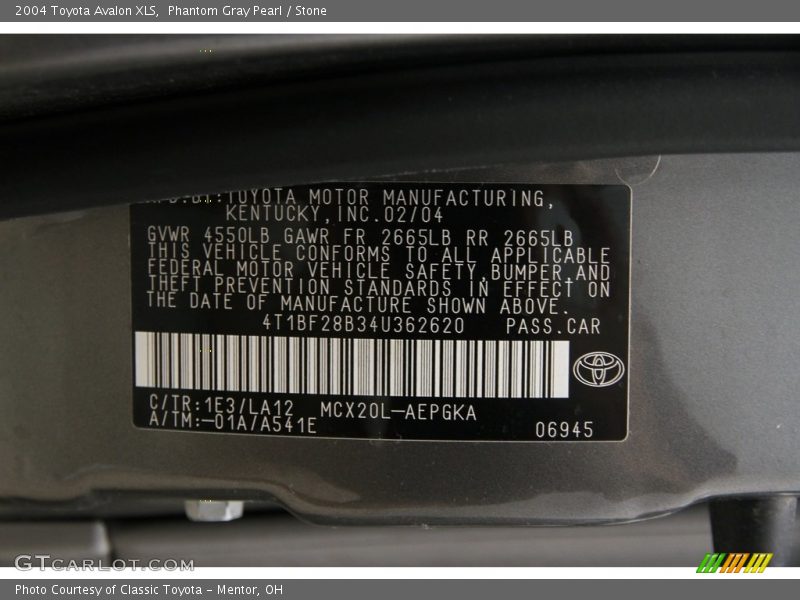 2004 Toyota Avalon XLS,  Phantom Gray Pearl / Stone
TOYOTA MOTOR MANUFACTURING,
KENTUCKY,INC.02/04
GVWR 4550LB GAWR FR 2665LB RR 2665LB
THIS VEHICLE CONFORMS TO ALL APPLICABLE
FEDERAL MOTOR VEHICLE SAFETY,BUMPER,AND
THEFT PREVENTION STANDARDS IN EFFECT ON
THE DATE OF MANUFACTURE SHOWN ABOVE.
4T1BF28B34U362620 PASS.CAR
C/TR:1E3/LA12 MCX20L-AEPGKA
A/TM:-01A/A541E 06945
GTCARLOT.COM
Photo Courtesy of Classic Toyota - Mentor, OH